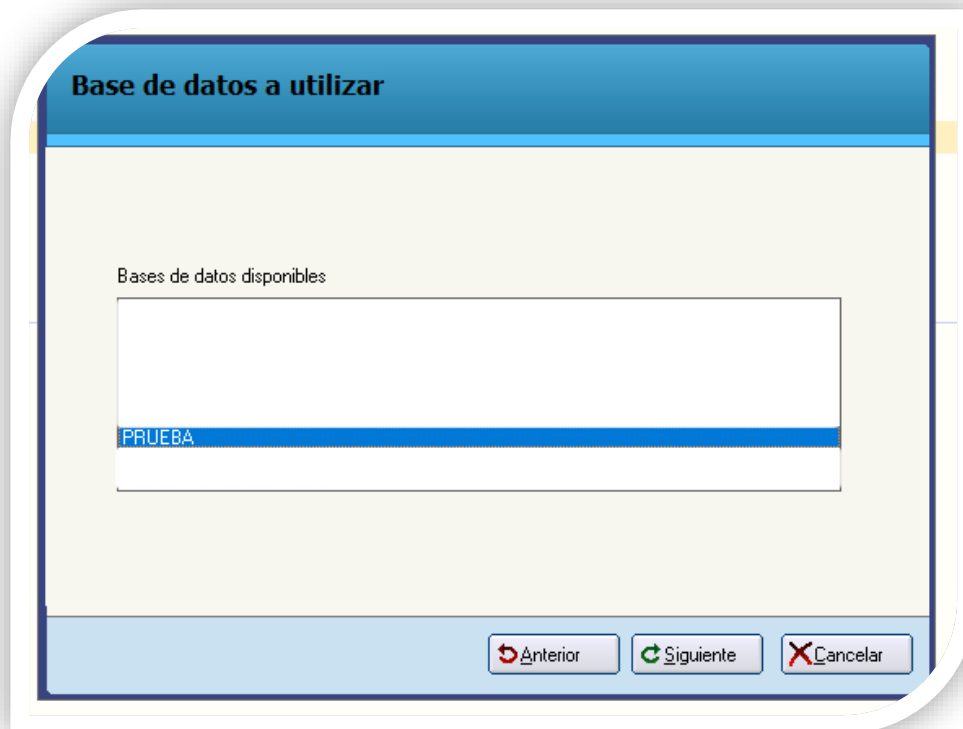 Base de datos a utilizar
Bases de datos disponibles
PRUEBA
Anterior Siguiente Cancelar